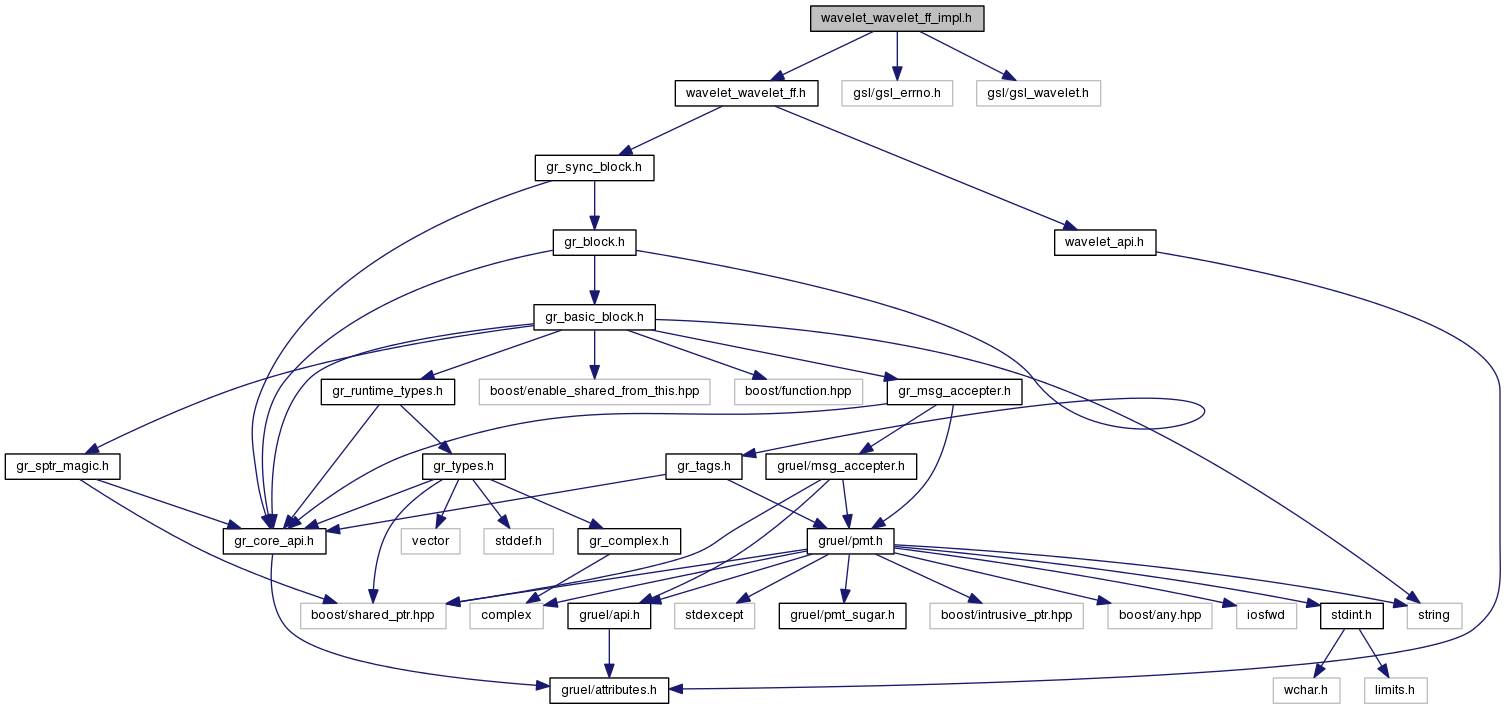 wavelet_wavelet_ff_impl.h
wavelet_wavelet_ff.h
gsl/gsl_errno.h
gsl/gsl_wavelet.h
gr_sync_block.h
gr_block.h
wavelet_api.h
gr_basic_block.h
gr_runtime_types.h
boost/enable_shared_from_this.hpp
boost/function.hpp
gr_msg_accepter.h
gr_sptr_magic.h
gr_types.h
gr_tags.h
gruel/msg_accepter.h
gr_core_api.h
vector
stddef.h
gr_complex.h
gruel/pmt.h
boost/shared_ptr.hpp
complex
gruel/api.h
stdexcept
gruel/pmt_sugar.h
boost/intrusive_ptr.hpp
boost/any.hpp
iosfwd
stdint.h
string
gruel/attributes.h
wchar.h
limits.h